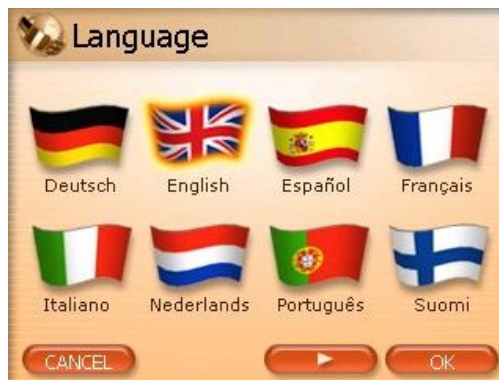 Language
Deutsch English Español Français
Italiano Nederlands Português Suomi
CANCEL OK